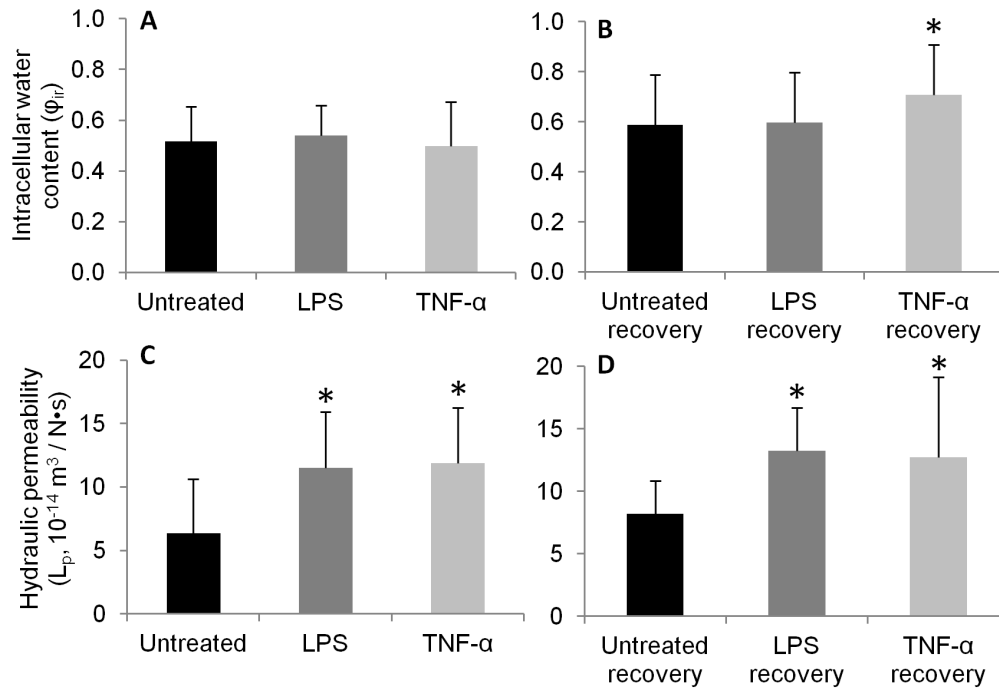 A
Intracellular water
content (φir)
1.0
0.8
0.6
0.4
0.2
0.0
Untreated
LPS
TNF-α
B
*
1.0
0.8
0.6
0.4
0.2
0.0
Untreated
recovery
LPS
recovery
TNF-α
recovery
C
Hydraulic permeability
(Lp, 10-14 m3 / N•s)
20
15
10
5
0
* *
Untreated
LPS
TNF-α
D
20
15
10
5
0
* *
Untreated
recovery
LPS
recovery
TNF-α
recovery